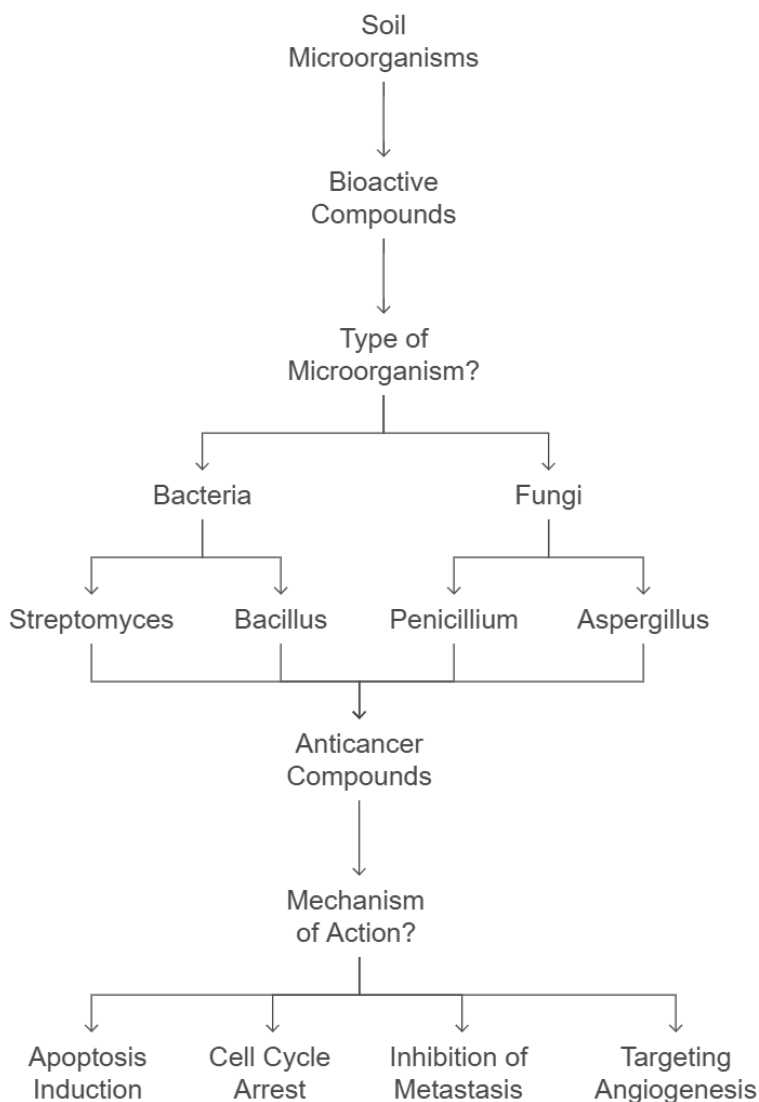 Soil
Microorganisms
Bioactive
Compounds
Type of
Microorganism?
Bacteria
Fungi
Streptomyces
Bacillus
Penicillium
Aspergillus
Anticancer
Compounds
Mechanism
of Action?
Apoptosis
Induction
Cell Cycle
Arrest
Inhibition of
Metastasis
Targeting
Angiogenesis